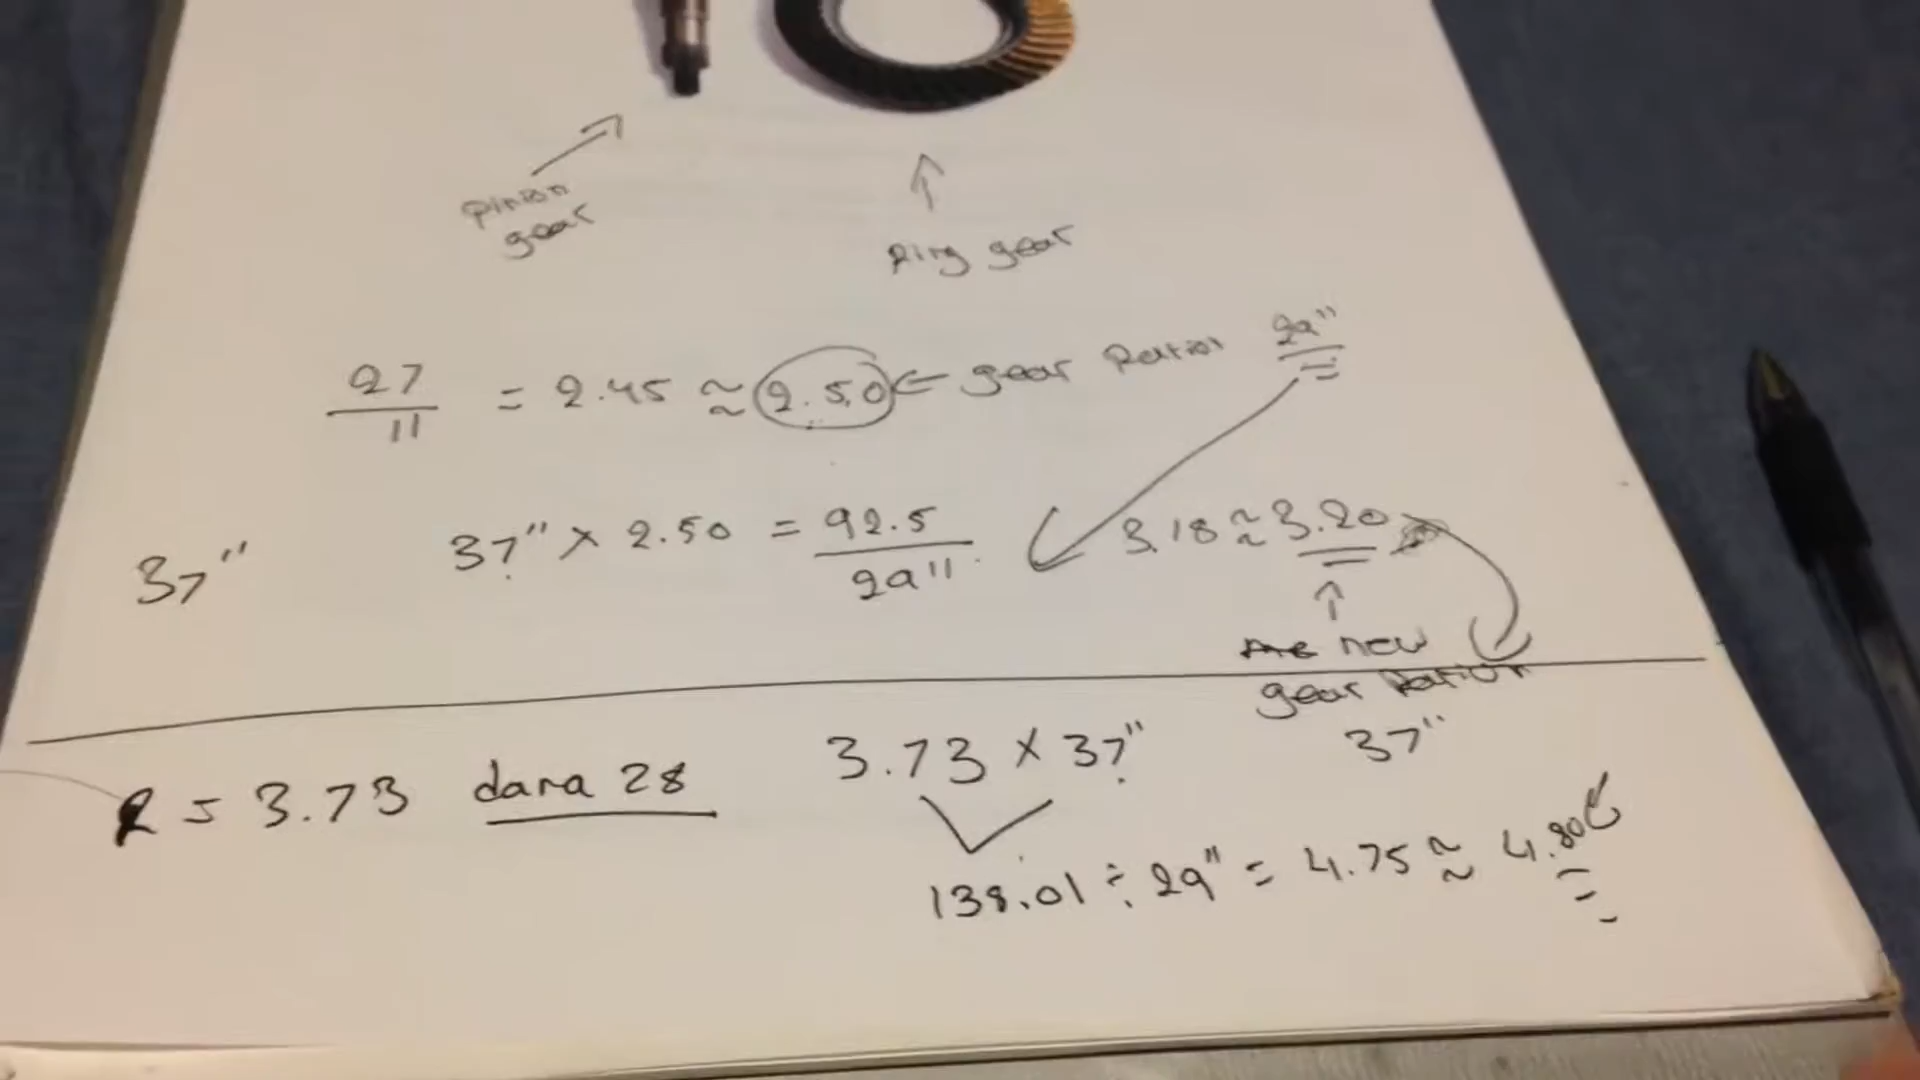 pinion
gear
Ring gear
27/11 = 2.45 ≈ 2.50 ← gear Ration 29"
37"
37" × 2.50 = 92.5/29" 3.18 ≈ 3.20
new
gear Ration
37"
R = 3.73 dana 28
3.73 × 37"
138.01 ÷ 29" = 4.75 ≈ 4.80